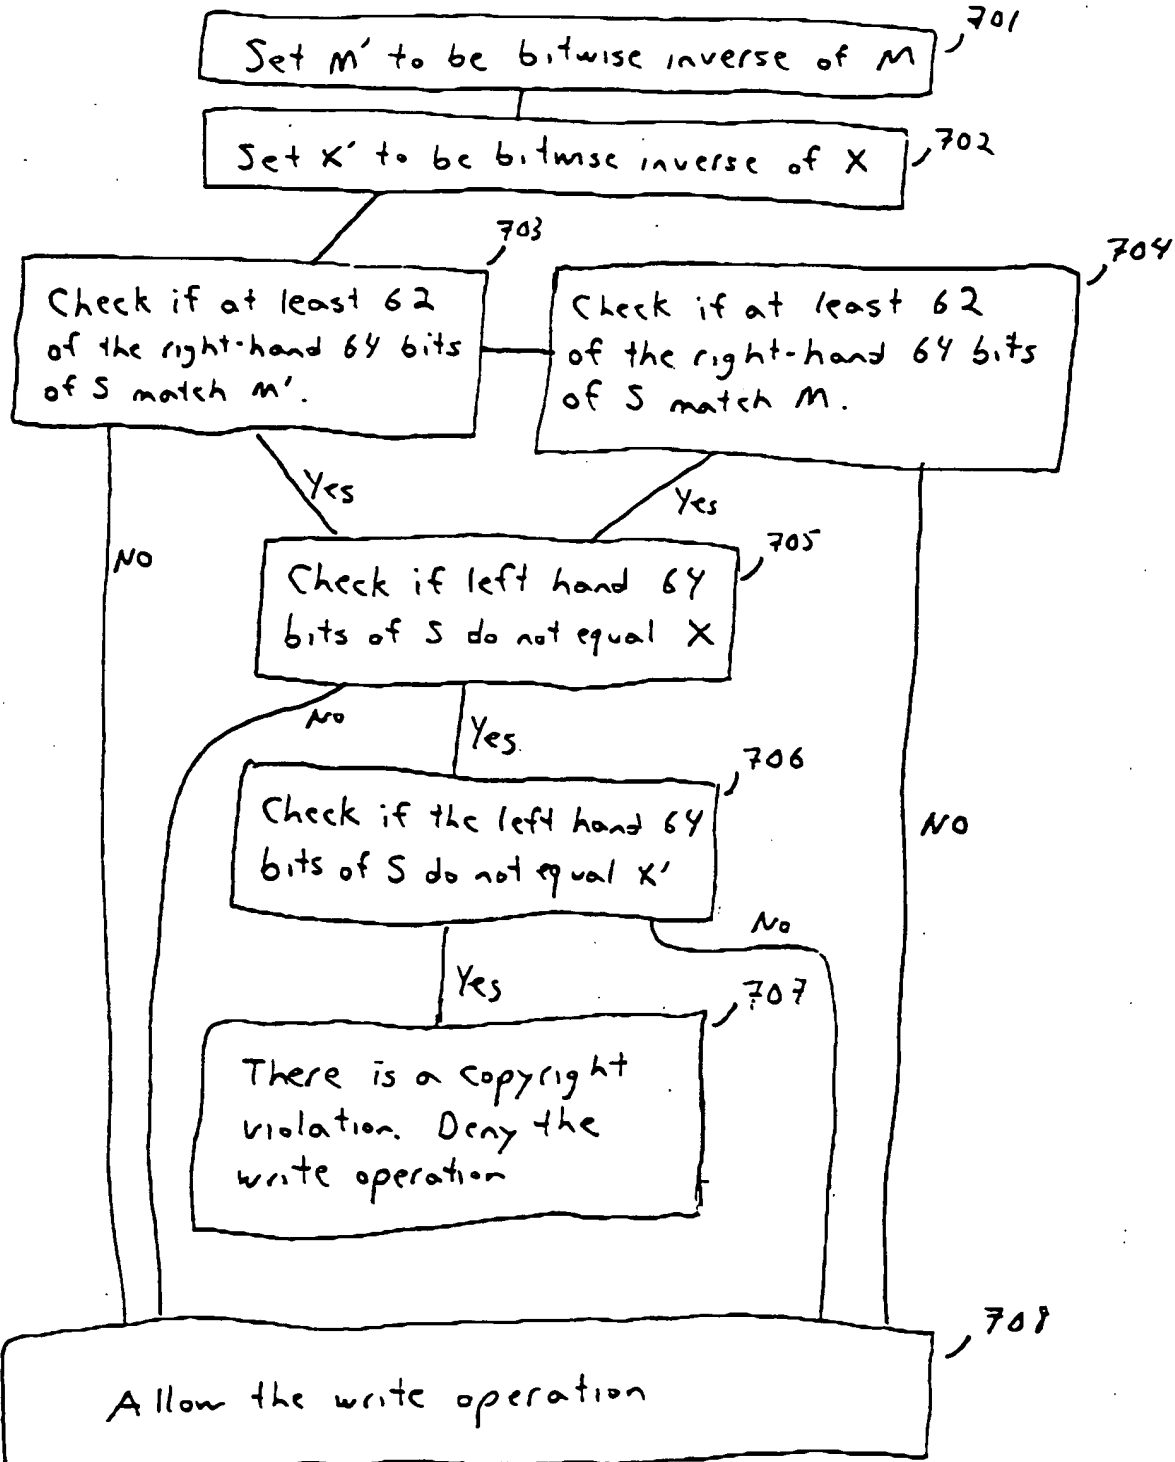 701
Set M' to be bitwise inverse of M
702
Set X' to be bitwise inverse of X
703
Check if at least 62
of the right-hand 64 bits
of S match M'.
704
Check if at least 62
of the right-hand 64 bits
of S match M.
Yes
Yes
NO
705
Check if left hand 64
bits of S do not equal X
No
Yes
706
Check if the left hand 64
bits of S do not equal X'
NO
No
Yes
707
There is a copyright
violation. Deny the
write operation
708
Allow the write operation